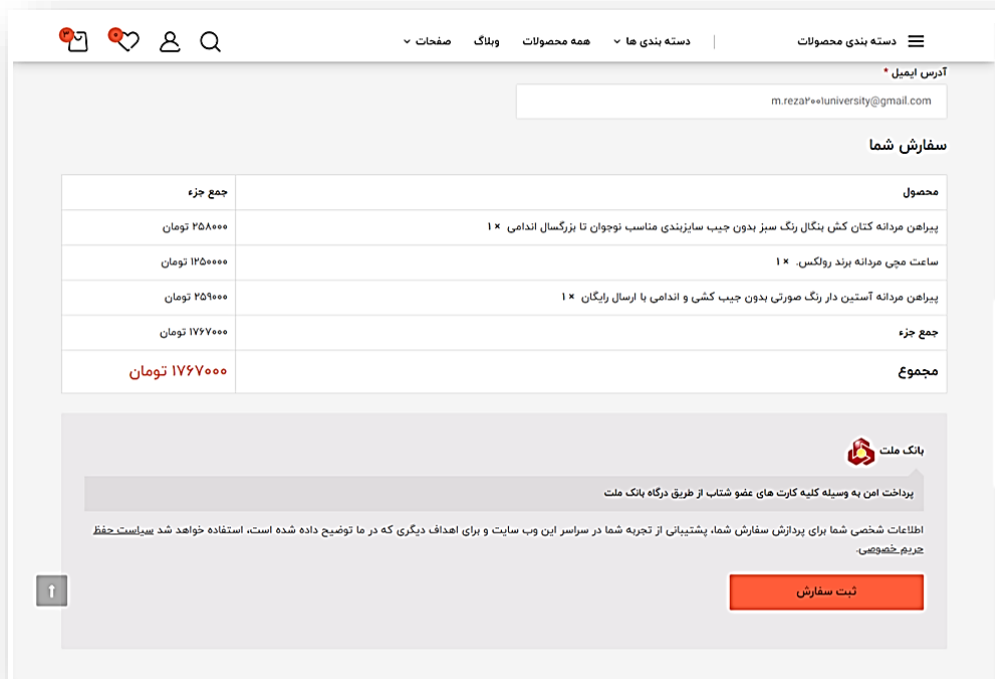 دسته بندی محصولات دسته بندی ها همه محصولات وبلاگ صفحات ۰ ۳
آدرس ایمیل *
m.reza۲۰۰۱university@gmail.com
سفارش شما
محصول جمع جزء
پیراهن مردانه کتان کش بنگال رنگ سبز بدون جیب سایزبندی مناسب نوجوان تا بزرگسال اندامی × ۱ ۲۵۸۰۰۰ تومان
ساعت مچی مردانه برند رولکس. × ۱ ۱۲۵۰۰۰۰ تومان
پیراهن مردانه آستین دار رنگ صورتی بدون جیب کشی و اندامی با ارسال رایگان × ۱ ۲۵۹۰۰۰ تومان
جمع جزء ۱۷۶۷۰۰۰ تومان
مجموع ۱۷۶۷۰۰۰ تومان
بانک ملت
پرداخت امن به وسیله کلیه کارت های عضو شتاب از طریق درگاه بانک ملت
اطلاعات شخصی شما برای پردازش سفارش شما، پشتیبانی از تجربه شما در سراسر این وب سایت و برای اهداف دیگری که در ما توضیح داده شده است، استفاده خواهد شد سیاست حفظ
حریم خصوصی.
ثبت سفارش